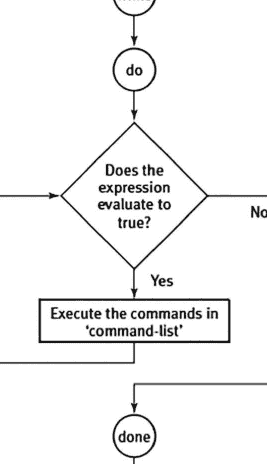 do
Does the
expression
evaluate to
true?
No
Yes
Execute the commands in
‘command-list’
done